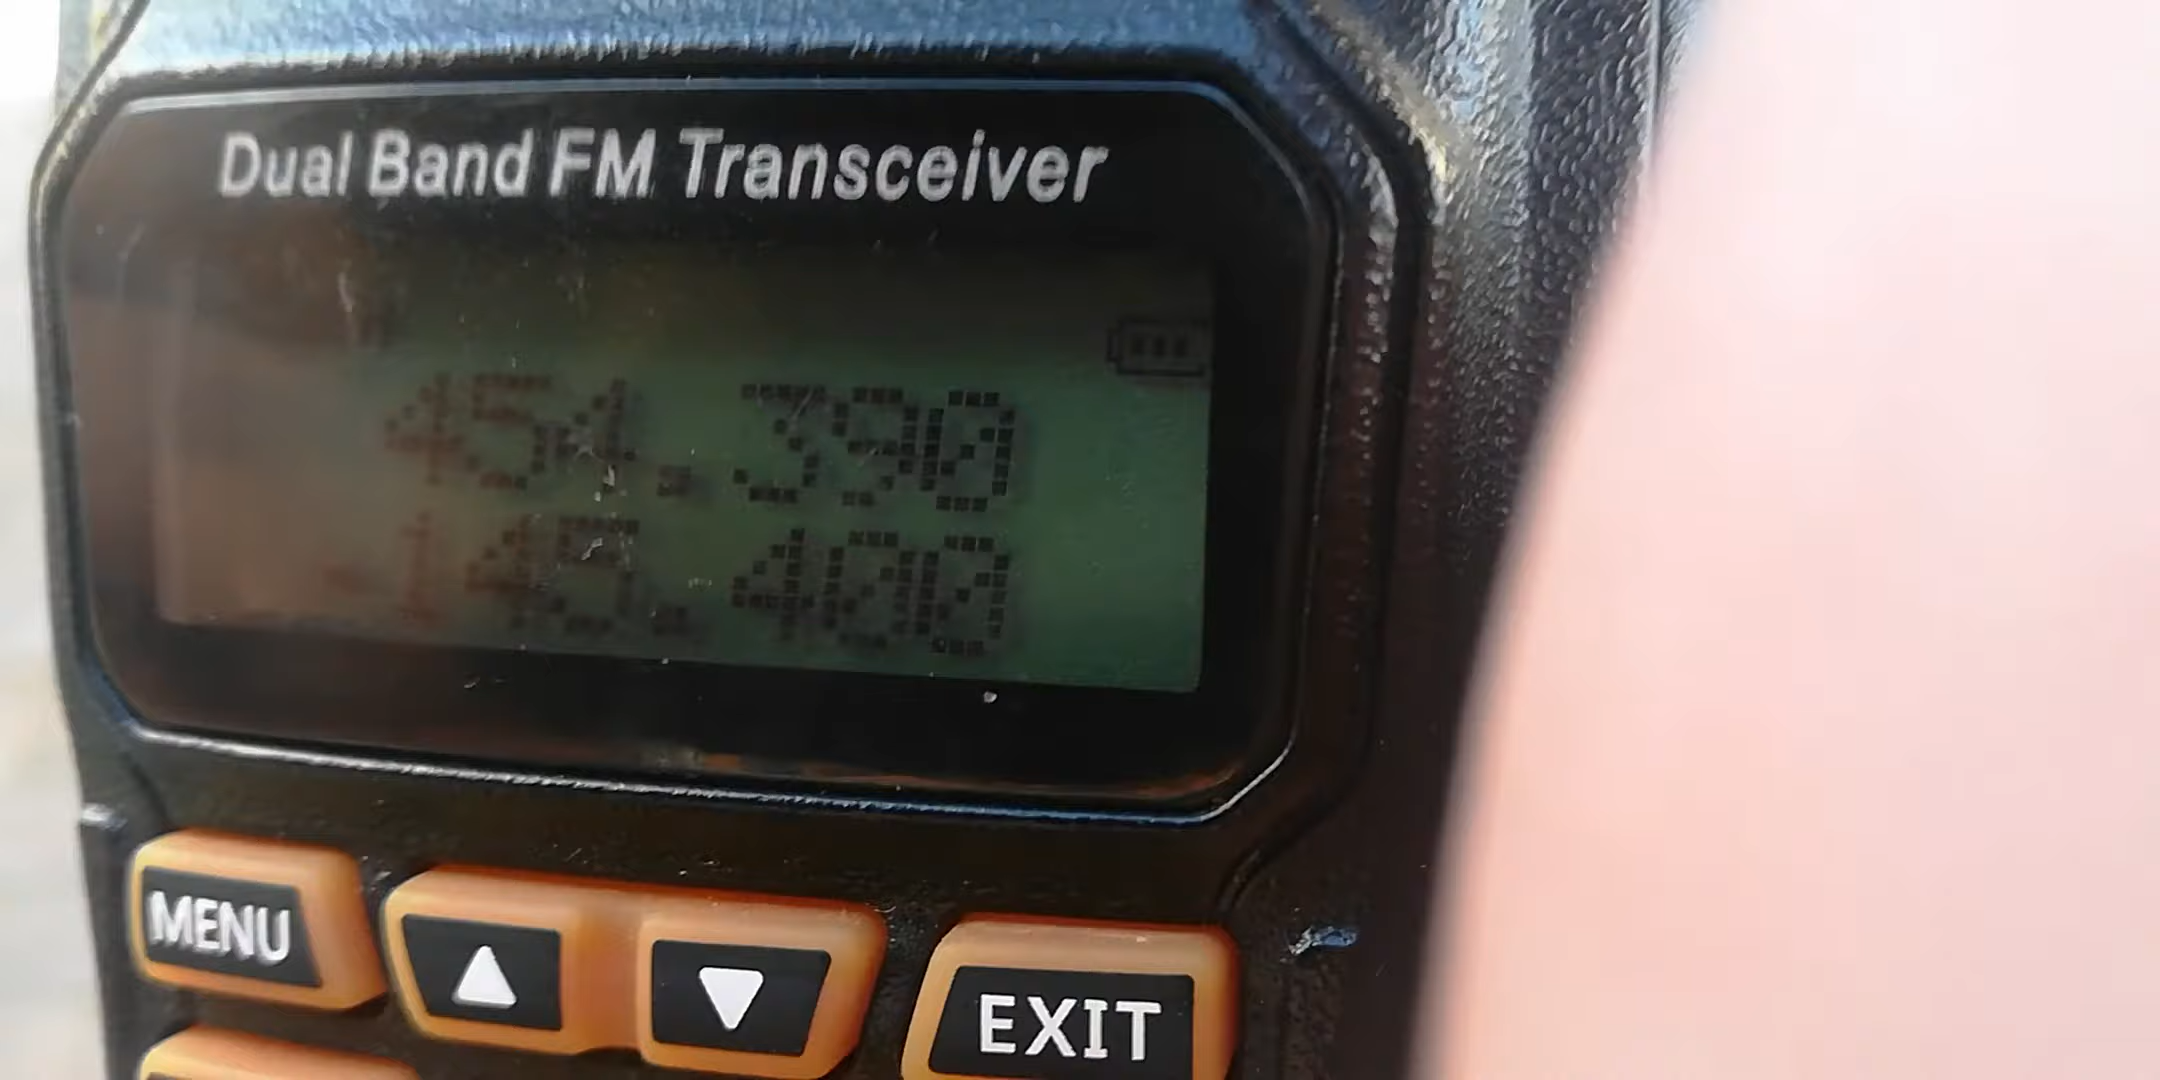 Dual Band FM Transceiver
454.390
145.400
MENU
EXIT